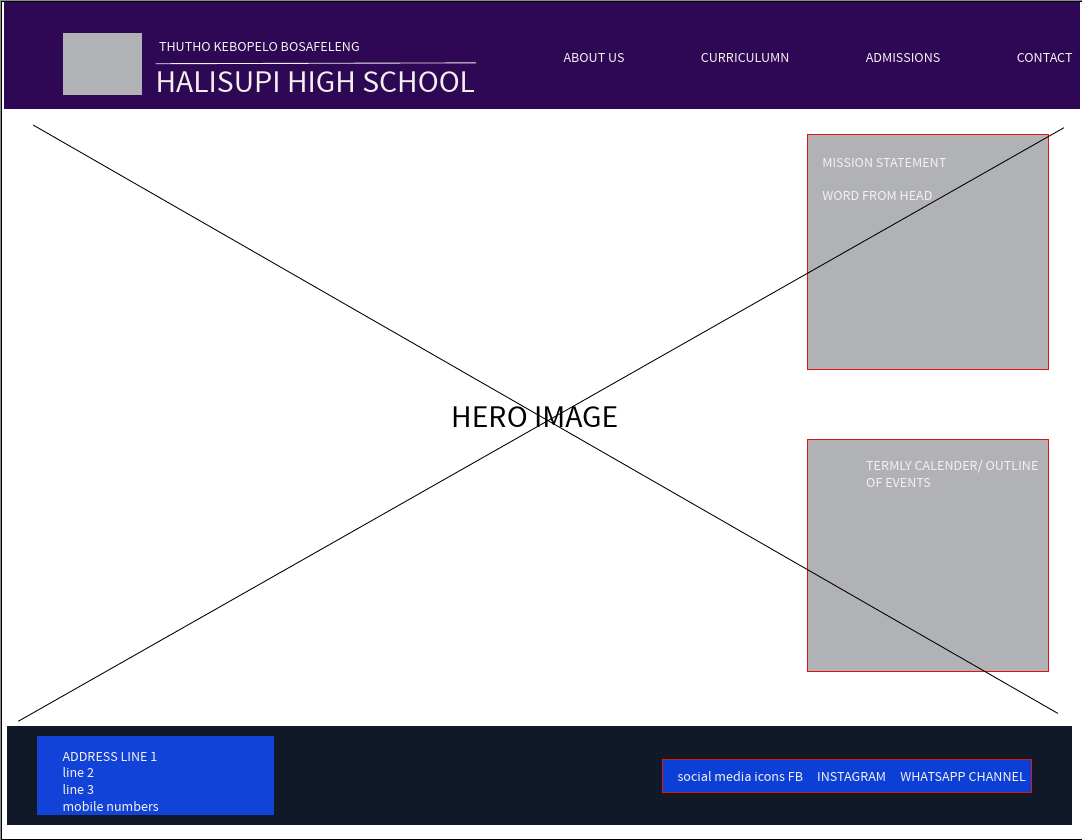 THUTHO KEBOPELO BOSAFELENG
HALISUPI HIGH SCHOOL
ABOUT US
CURRICULUMN
ADMISSIONS
CONTACT
MISSION STATEMENT
WORD FROM HEAD
HERO IMAGE
TERMLY CALENDER/ OUTLINE
OF EVENTS
ADDRESS LINE 1
line 2
line 3
mobile numbers
social media icons FB INSTAGRAM WHATSAPP CHANNEL